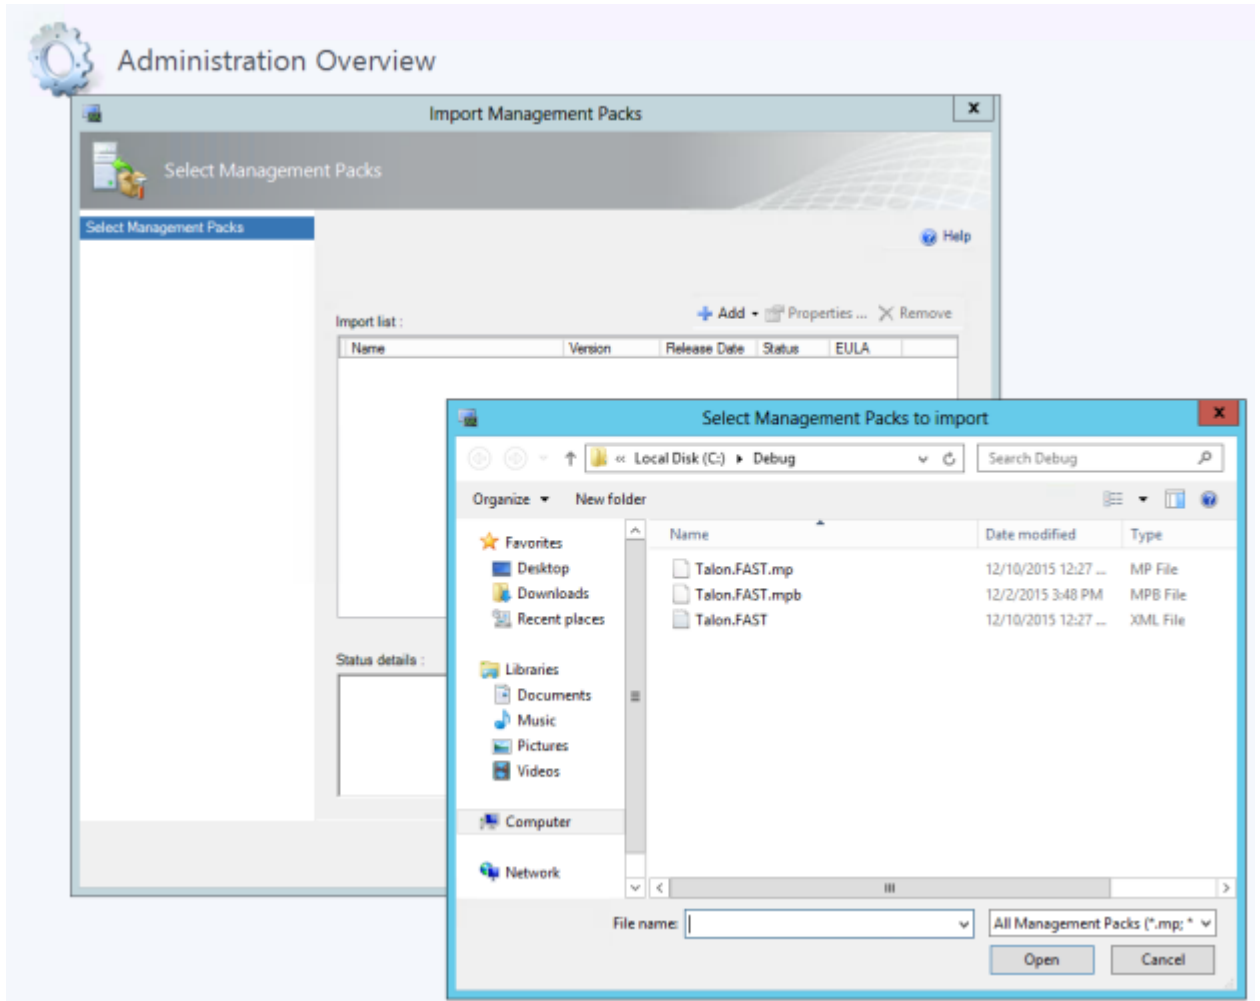 Administration Overview
Import Management Packs
x
Select Management Packs
Select Management Packs
Help
Import list :
Add Properties ... Remove
Name Version Release Date Status EULA
Status details :
Select Management Packs to import
x
« Local Disk (C:) Debug
Search Debug
Organize New folder
Name Date modified Type
Favorites
Desktop
Downloads
Recent places
Libraries
Documents
Music
Pictures
Videos
Computer
Network
Talon.FAST.mp 12/10/2015 12:27 ... MP File
Talon.FAST.mpb 12/2/2015 3:48 PM MPB File
Talon.FAST 12/10/2015 12:27 ... XML File
File name:
All Management Packs (*.mp; *
Open Cancel